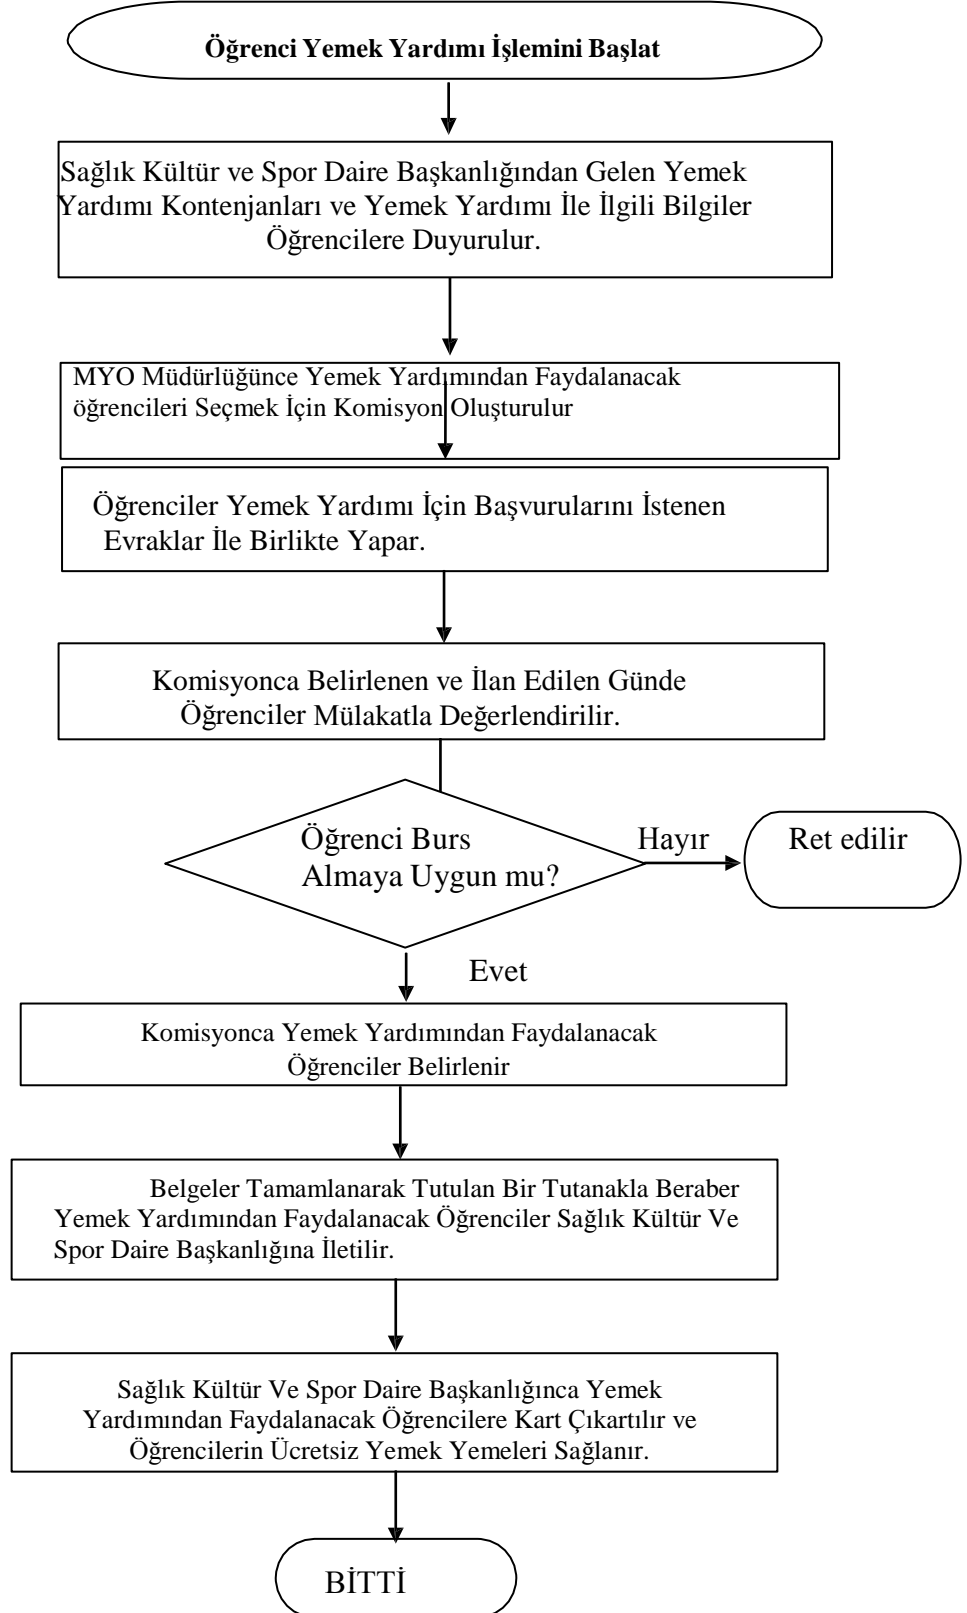 Öğrenci Yemek Yardımı İşlemini Başlat
Sağlık Kültür ve Spor Daire Başkanlığından Gelen Yemek
Yardımı Kontenjanları ve Yemek Yardımı İle İlgili Bilgiler
Öğrencilere Duyurulur.
MYO Müdürlüğünce Yemek Yardımından Faydalanacak
öğrencileri Seçmek İçin Komisyon Oluşturulur
Öğrenciler Yemek Yardımı İçin Başvurularını İstenen
Evraklar İle Birlikte Yapar.
Komisyonca Belirlenen ve İlan Edilen Günde
Öğrenciler Mülakatla Değerlendirilir.
Öğrenci Burs
Almaya Uygun mu?
Hayır
Ret edilir
Evet
Komisyonca Yemek Yardımından Faydalanacak
Öğrenciler Belirlenir
Belgeler Tamamlanarak Tutulan Bir Tutanakla Beraber
Yemek Yardımından Faydalanacak Öğrenciler Sağlık Kültür Ve
Spor Daire Başkanlığına İletilir.
Sağlık Kültür Ve Spor Daire Başkanlığınca Yemek
Yardımından Faydalanacak Öğrencilere Kart Çıkartılır ve
Öğrencilerin Ücretsiz Yemek Yemeleri Sağlanır.
BİTTİ